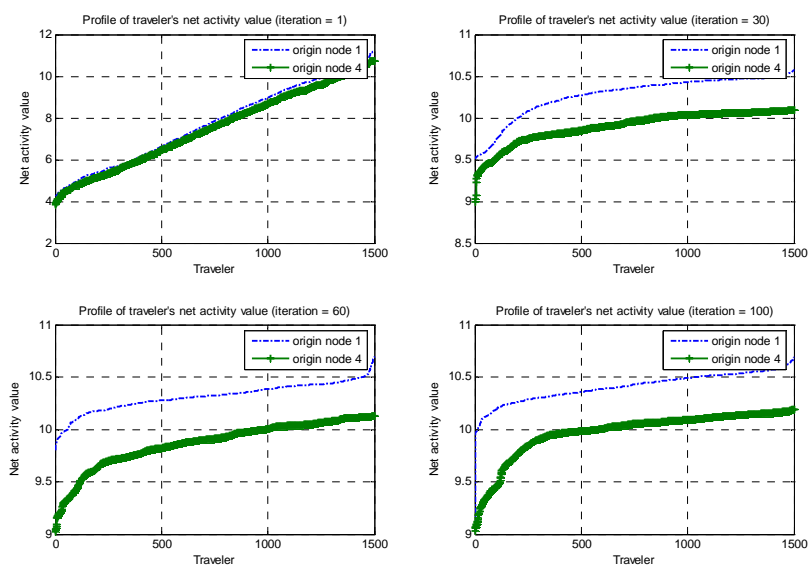 Profile of traveler's net activity value (iteration = 1)
12
10
8
6
4
2
0
500
1000
1500
Net activity value
Traveler
origin node 1
origin node 4
Profile of traveler's net activity value (iteration = 30)
11
10.5
10
9.5
9
8.5
0
500
1000
1500
Net activity value
Traveler
origin node 1
origin node 4
Profile of traveler's net activity value (iteration = 60)
11
10.5
10
9.5
9
0
500
1000
1500
Net activity value
Traveler
origin node 1
origin node 4
Profile of traveler's net activity value (iteration = 100)
11
10.5
10
9.5
9
0
500
1000
1500
Net activity value
Traveler
origin node 1
origin node 4